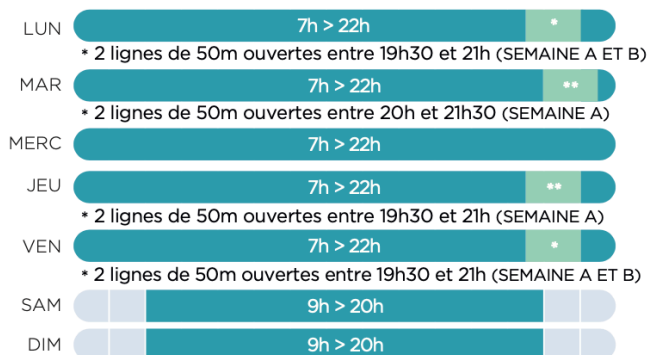 LUN 7h > 22h *
* 2 lignes de 50m ouvertes entre 19h30 et 21h (SEMAINE A ET B)
MAR 7h > 22h **
* 2 lignes de 50m ouvertes entre 20h et 21h30 (SEMAINE A)
MERC 7h > 22h
JEU 7h > 22h **
* 2 lignes de 50m ouvertes entre 19h30 et 21h (SEMAINE A)
VEN 7h > 22h *
* 2 lignes de 50m ouvertes entre 19h30 et 21h (SEMAINE A ET B)
SAM 9h > 20h
DIM 9h > 20h